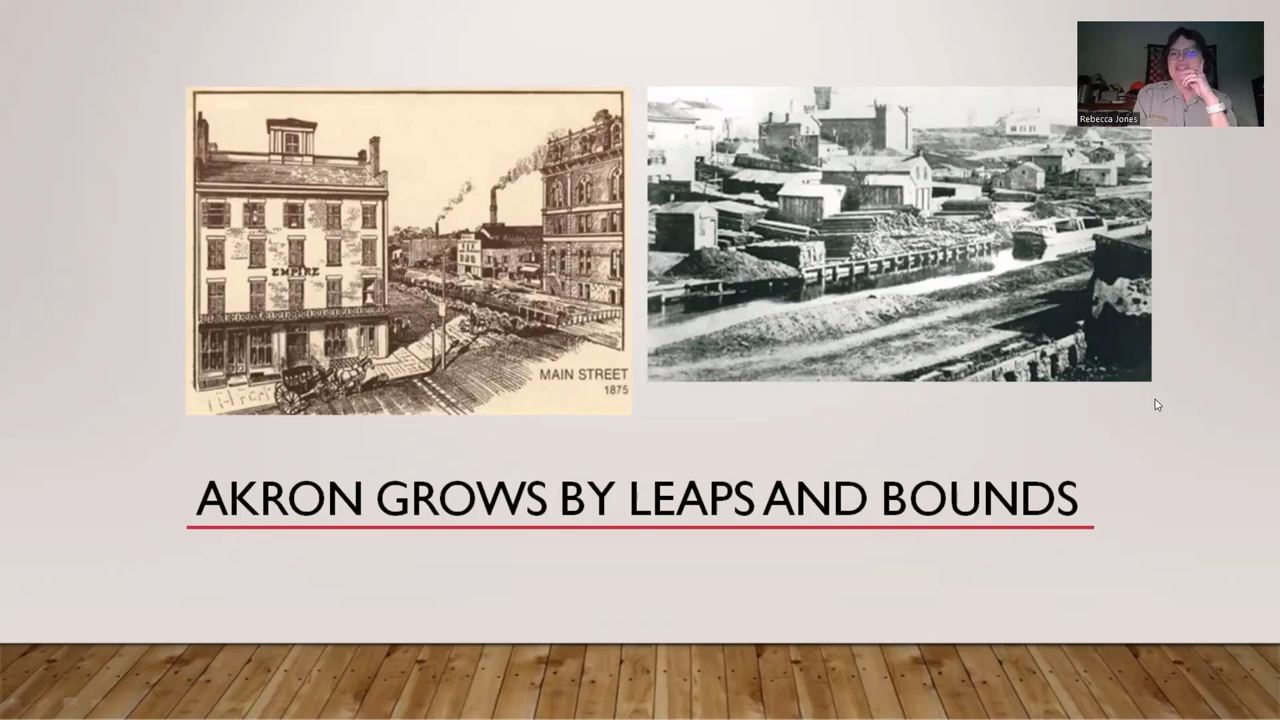 Rebecca Jones
EMPIRE
MAIN STREET
1875
AKRON GROWS BY LEAPS AND BOUNDS